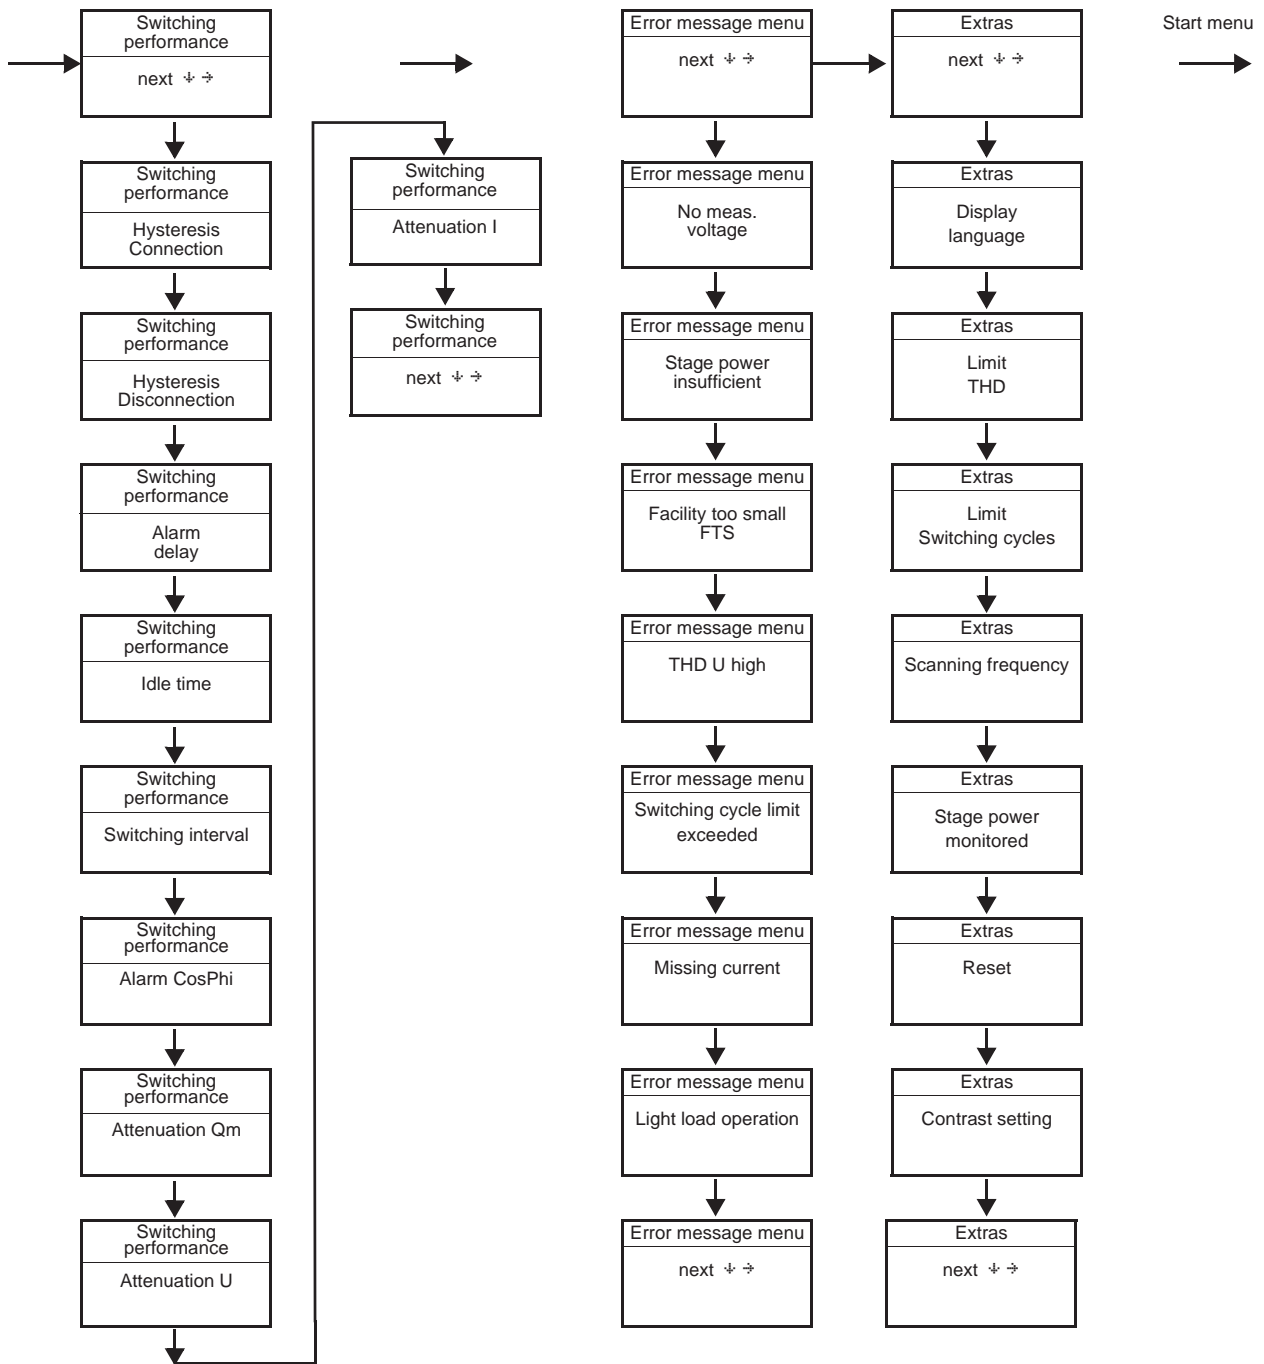 Switching
performance
next ↓ →
Switching
performance
Hysteresis
Connection
Switching
performance
Hysteresis
Disconnection
Switching
performance
Alarm
delay
Switching
performance
Idle time
Switching
performance
Switching interval
Switching
performance
Alarm CosPhi
Switching
performance
Attenuation Qm
Switching
performance
Attenuation U
Switching
performance
Attenuation I
Switching
performance
next ↓ →
Error message menu
next ↓ →
Error message menu
No meas.
voltage
Error message menu
Stage power
insufficient
Error message menu
Facility too small
FTS
Error message menu
THD U high
Error message menu
Switching cycle limit
exceeded
Error message menu
Missing current
Error message menu
Light load operation
Error message menu
next ↓ →
Extras
next ↓ →
Extras
Display
language
Extras
Limit
THD
Extras
Limit
Switching cycles
Extras
Scanning frequency
Extras
Stage power
monitored
Extras
Reset
Extras
Contrast setting
Extras
next ↓ →
Start menu